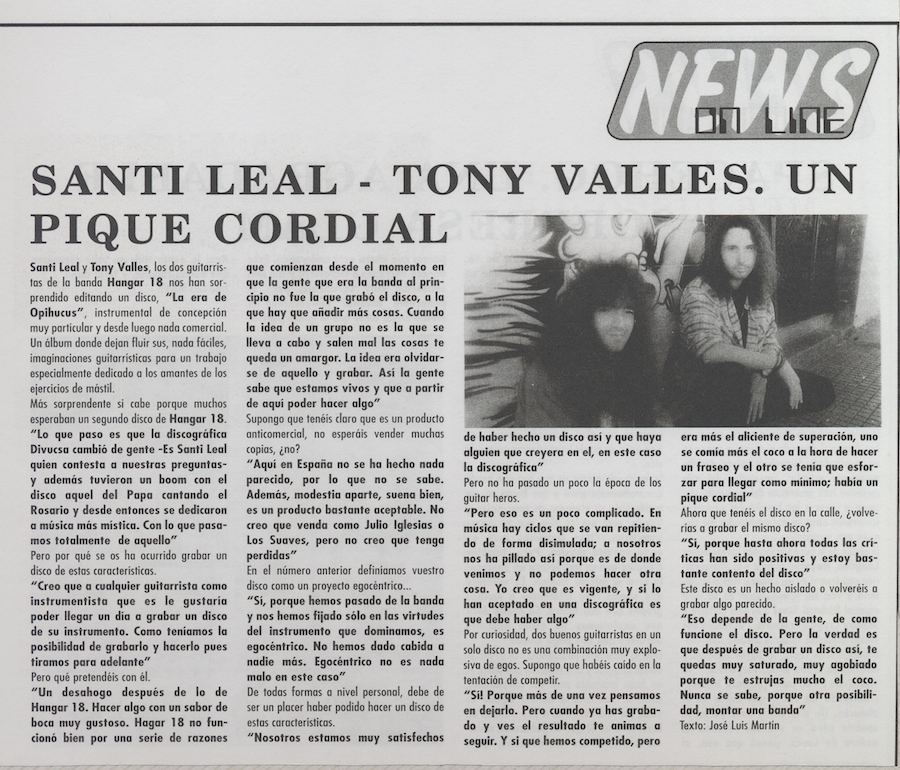 NEWS
ON LINE
SANTI LEAL - TONY VALLES. UN
PIQUE CORDIAL
Santi Leal y Tony Valles, los dos guitarris-
tas de la banda Hangar 18 nos han sor-
prendido editando un disco, “La era de
Opihucus”, instrumental de concepción
muy particular y desde luego nada comercial.
Un álbum donde dejan fluir sus, nada fáciles,
imaginaciones guitarrísticas para un trabajo
especialmente dedicado a los amantes de los
ejercicios de mástil.
Más sorprendente si cabe porque muchos
esperaban un segundo disco de Hangar 18.
“Lo que paso es que la discográfica
Divucsa cambió de gente -Es Santi Leal
quien contesta a nuestras preguntas-
y además tuvieron un boom con el
disco aquel del Papa cantando el
Rosario y desde entonces se dedicaron
a música más mística. Con lo que pasa-
mos totalmente de aquello”
Pero por qué se os ha ocurrido grabar un
disco de estas características.
“Creo que a cualquier guitarrista como
instrumentista que es le gustaría
poder llegar un día a grabar un disco
de su instrumento. Como teníamos la
posibilidad de grabarlo y hacerlo pues
tiramos para adelante”
Pero qué pretendéis con él.
“Un desahogo después de lo de
Hangar 18. Hacer algo con un sabor de
boca muy gustoso. Hagar 18 no fun-
cionó bien por una serie de razones
que comienzan desde el momento en
que la gente que era la banda al prin-
cipio no fue la que grabó el disco, a la
que hay que añadir más cosas. Cuando
la idea de un grupo no es la que se
lleva a cabo y salen mal las cosas te
queda un amargor. La idea era olvidar-
se de aquello y grabar. Así la gente
sabe que estamos vivos y que a partir
de aquí poder hacer algo”
Supongo que tenéis claro que es un producto
anticomercial, no esperáis vender muchas
copias, ¿no?
“Aquí en España no se ha hecho nada
parecido, por lo que no se sabe.
Además, modestia aparte, suena bien,
es un producto bastante aceptable. No
creo que venda como Julio Iglesias o
Los Suaves, pero no creo que tenga
perdidas”
En el número anterior definíamos vuestro
disco como un proyecto egocéntrico...
“Sí, porque hemos pasado de la banda
y nos hemos fijado sólo en las virtudes
del instrumento que dominamos, es
egocéntrico. No hemos dado cabida a
nadie más. Egocéntrico no es nada
malo en este caso”
De todas formas a nivel personal, debe de
ser un placer haber podido hacer un disco de
estas características.
“Nosotros estamos muy satisfechos
de haber hecho un disco así y que haya
alguien que creyera en el, en este caso
la discográfica”
Pero no ha pasado un poco la época de los
guitar heros.
“Pero eso es un poco complicado. En
música hay ciclos que se van repitien-
do de forma disimulada; a nosotros
nos ha pillado así porque es de donde
venimos y no podemos hacer otra
cosa. Yo creo que es vigente, y si lo
han aceptado en una discográfica es
que debe haber algo”
Por curiosidad, dos buenos guitarristas en un
solo disco no es una combinación muy explo-
siva de egos. Supongo que habéis caído en la
tentación de competir.
“Si! Porque más de una vez pensamos
en dejarlo. Pero cuando ya has graba-
do y ves el resultado te animas a
seguir. Y si que hemos competido, pero
era más el aliciente de superación, uno
se comía más el coco a la hora de hacer
un fraseo y el otro se tenía que esfor-
zar para llegar como mínimo; había un
pique cordial”
Ahora que tenéis el disco en la calle, ¿volve-
rías a grabar el mismo disco?
“Si, porque hasta ahora todas las crí-
ticas han sido positivas y estoy bas-
tante contento del disco”
Este disco es un hecho aislado o volveréis a
grabar algo parecido.
“Eso depende de la gente, de como
funcione el disco. Pero la verdad es
que después de grabar un disco así, te
quedas muy saturado, muy agobiado
porque te estrujas mucho el coco.
Nunca se sabe, porque otra posibili-
dad, montar una banda”
Texto: José Luis Martín